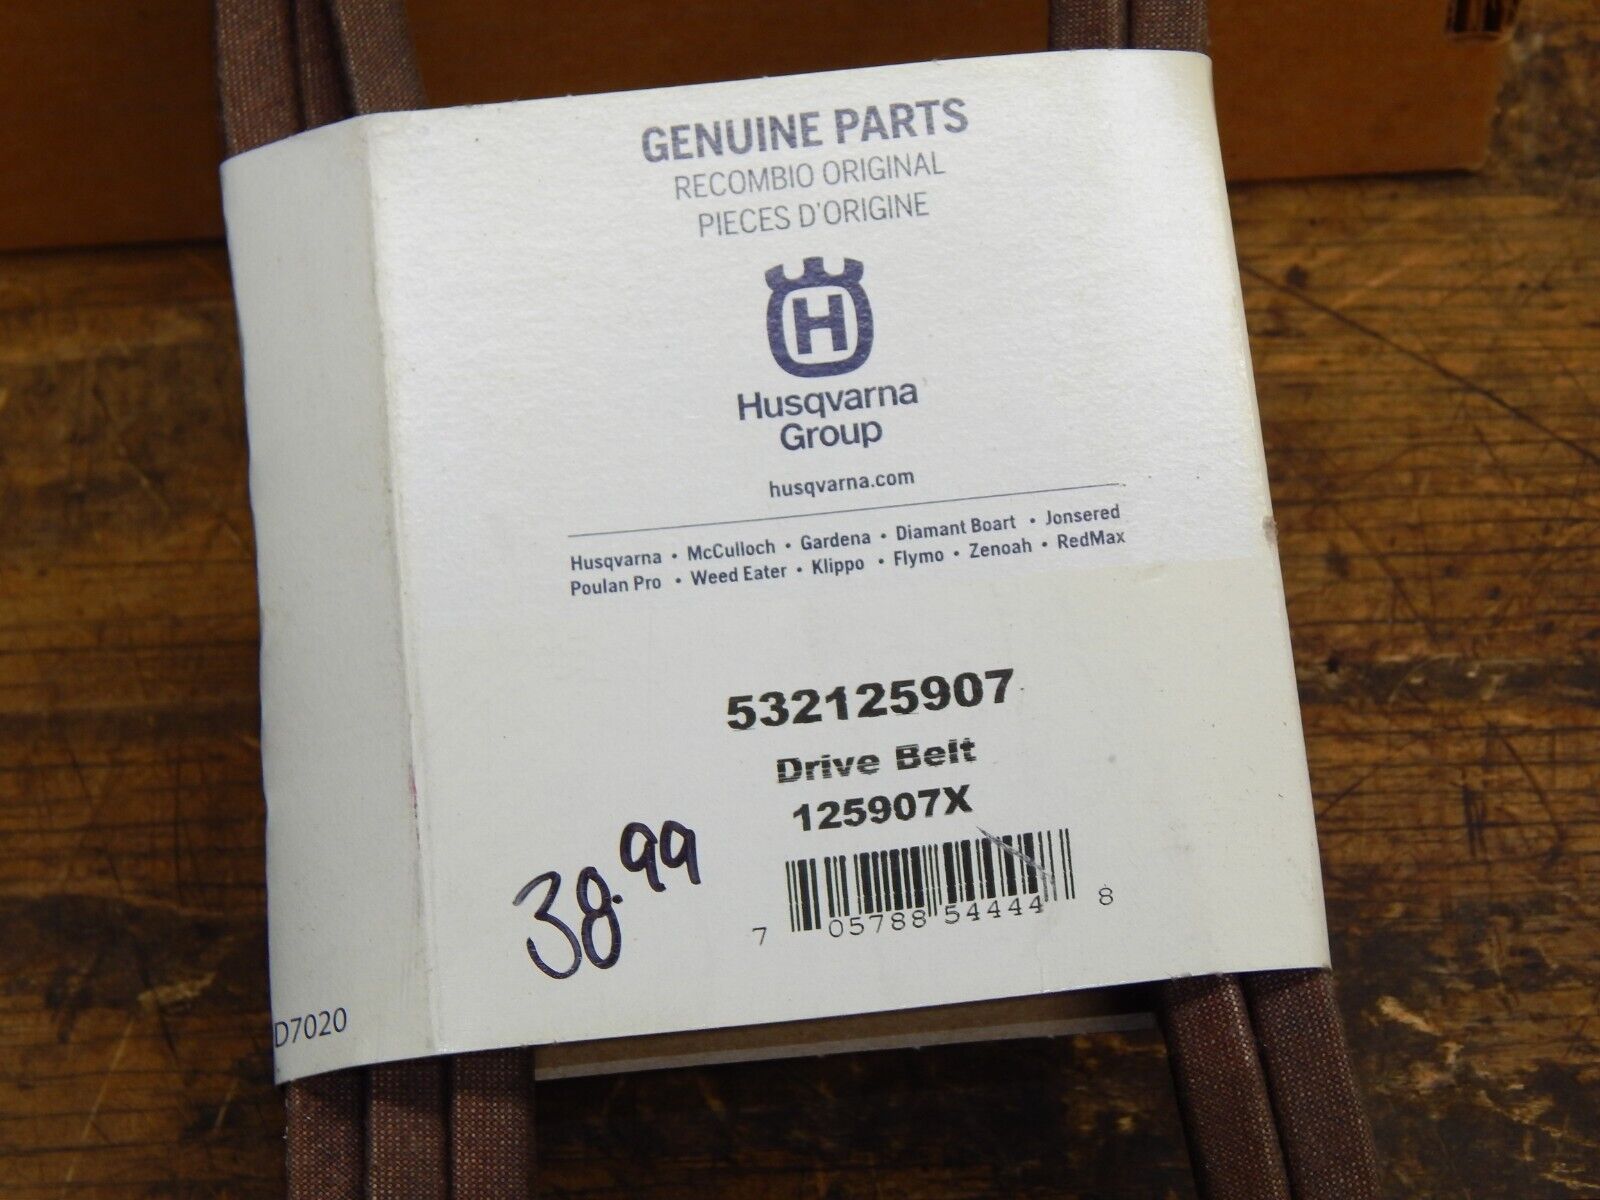 GENUINE PARTS
RECOMBIO ORIGINAL
PIECES D'ORIGINE
H
Husqvarna
Group
husqvarna.com
Husqvarna • McCulloch • Gardena • Diamant Boart • Jonsered
Poulan Pro • Weed Eater • Klippo • Flymo • Zenoah • RedMax
532125907
Drive Belt
125907X
38.99
7 05788 54444 8
D7020